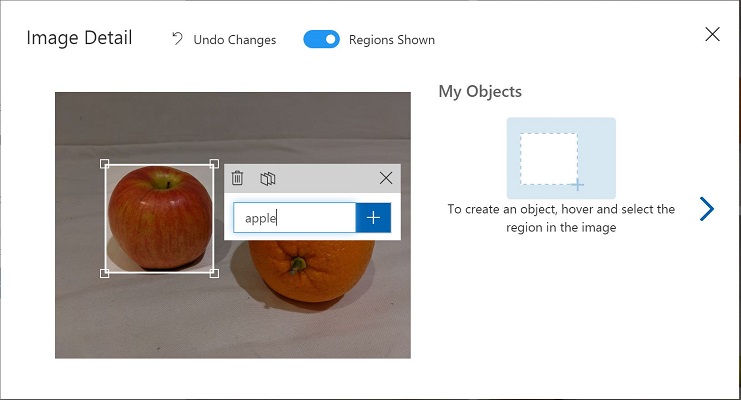 Image Detail
Undo Changes
Regions Shown
My Objects
apple
To create an object, hover and select the
region in the image